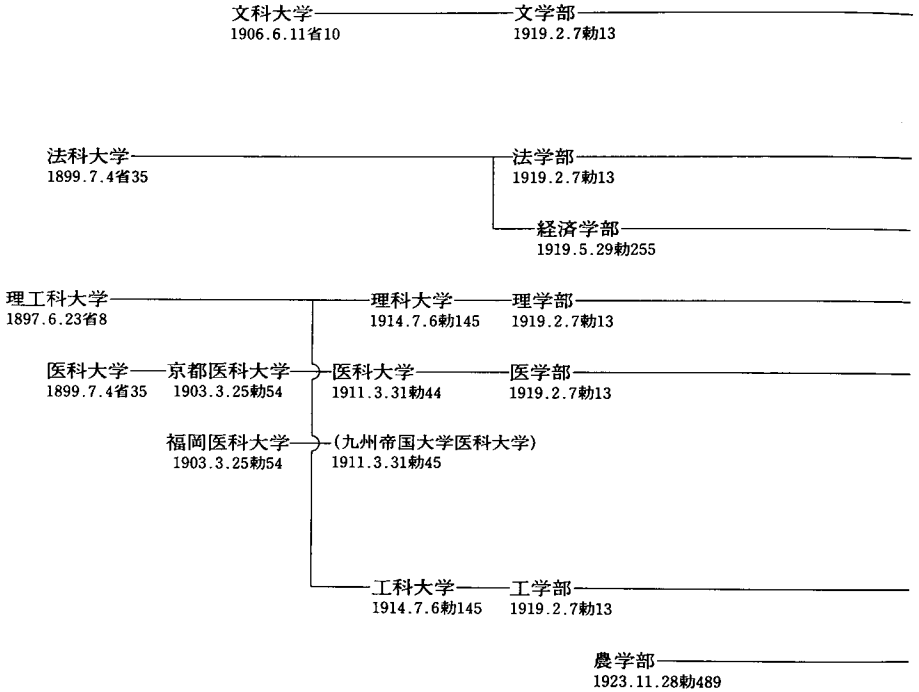 文科大学 文学部
1906.6.11省10 1919.2.7勅13
法科大学 法学部
1899.7.4省35 1919.2.7勅13
経済学部
1919.5.29勅255
理工科大学 理科大学 理学部
1897.6.23省8 1914.7.6勅145 1919.2.7勅13
医科大学 京都医科大学 医科大学 医学部
1899.7.4省35 1903.3.25勅54 1911.3.31勅44 1919.2.7勅13
福岡医科大学 (九州帝国大学医科大学)
1903.3.25勅54 1911.3.31勅45
工科大学 工学部
1914.7.6勅145 1919.2.7勅13
農学部
1923.11.28勅489